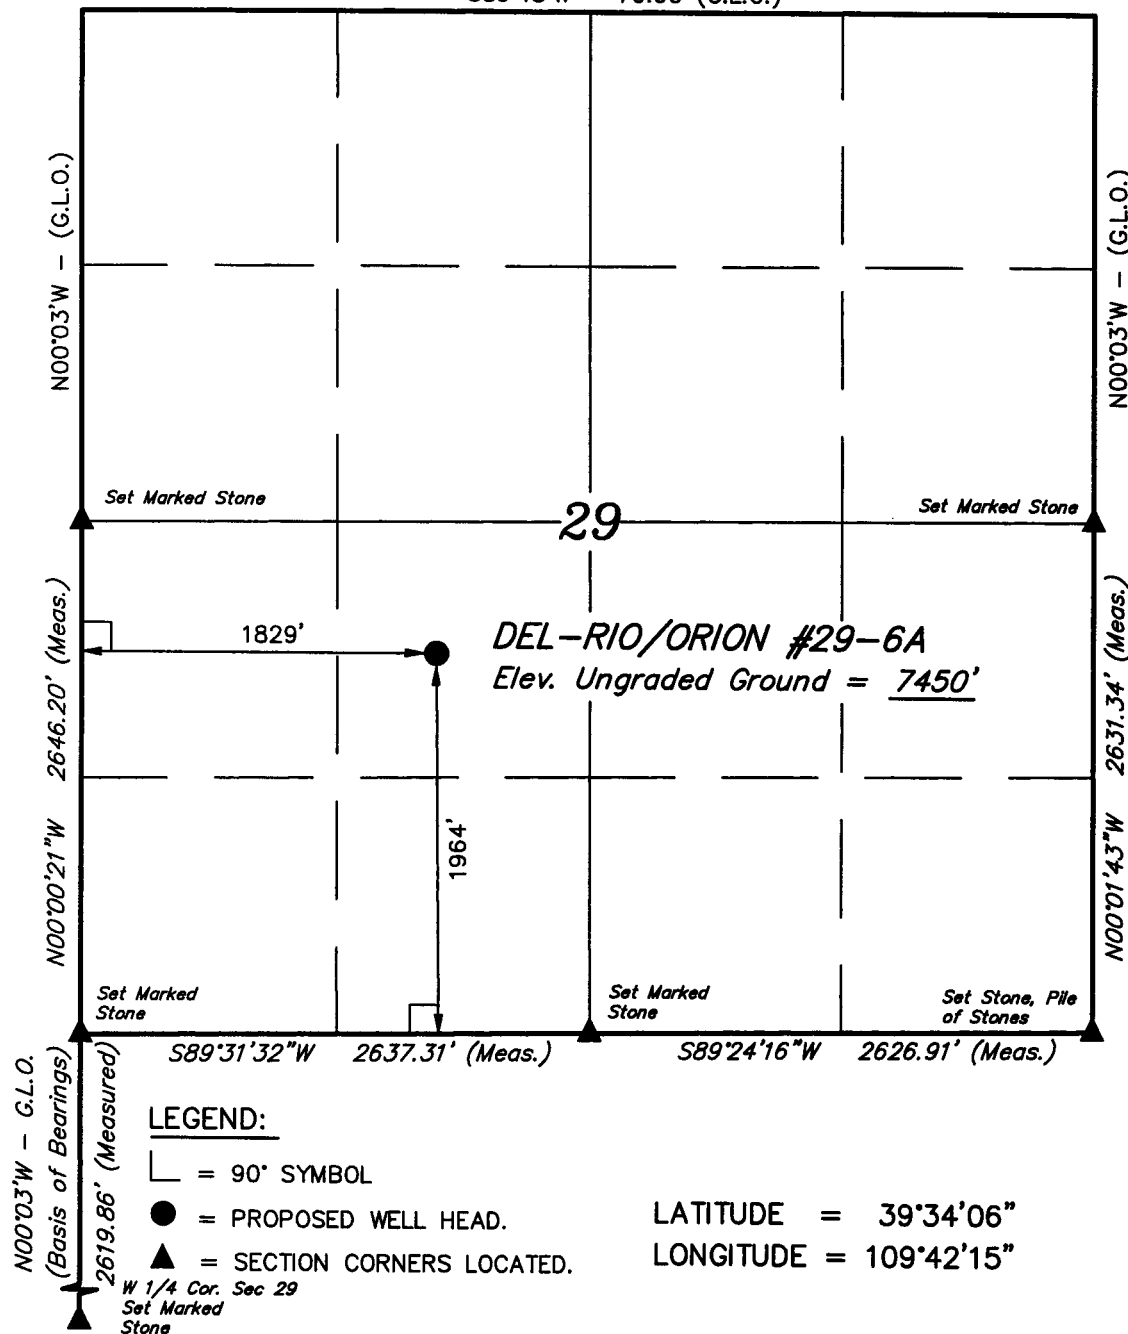 N00°03'W – (G.L.O.)
N00°03'W – (G.L.O.)
Set Marked Stone
29
Set Marked Stone
2646.20' (Meas.)
1829'
DEL-RIO/ORION #29-6A
Elev. Ungraded Ground = 7450'
2631.34' (Meas.)
1964'
N00°00'21"W
N00°01'43"W
Set Marked
Stone
Set Marked
Stone
Set Stone, Pile
of Stones
S89°31'32"W 2637.31' (Meas.)
S89°24'16"W 2626.91' (Meas.)
N00°03'W – G.L.O.
(Basis of Bearings)
2619.86' (Measured)
LEGEND:
= 90° SYMBOL
= PROPOSED WELL HEAD.
= SECTION CORNERS LOCATED.
LATITUDE = 39°34'06"
LONGITUDE = 109°42'15"
W 1/4 Cor. Sec 29
Set Marked
Stone